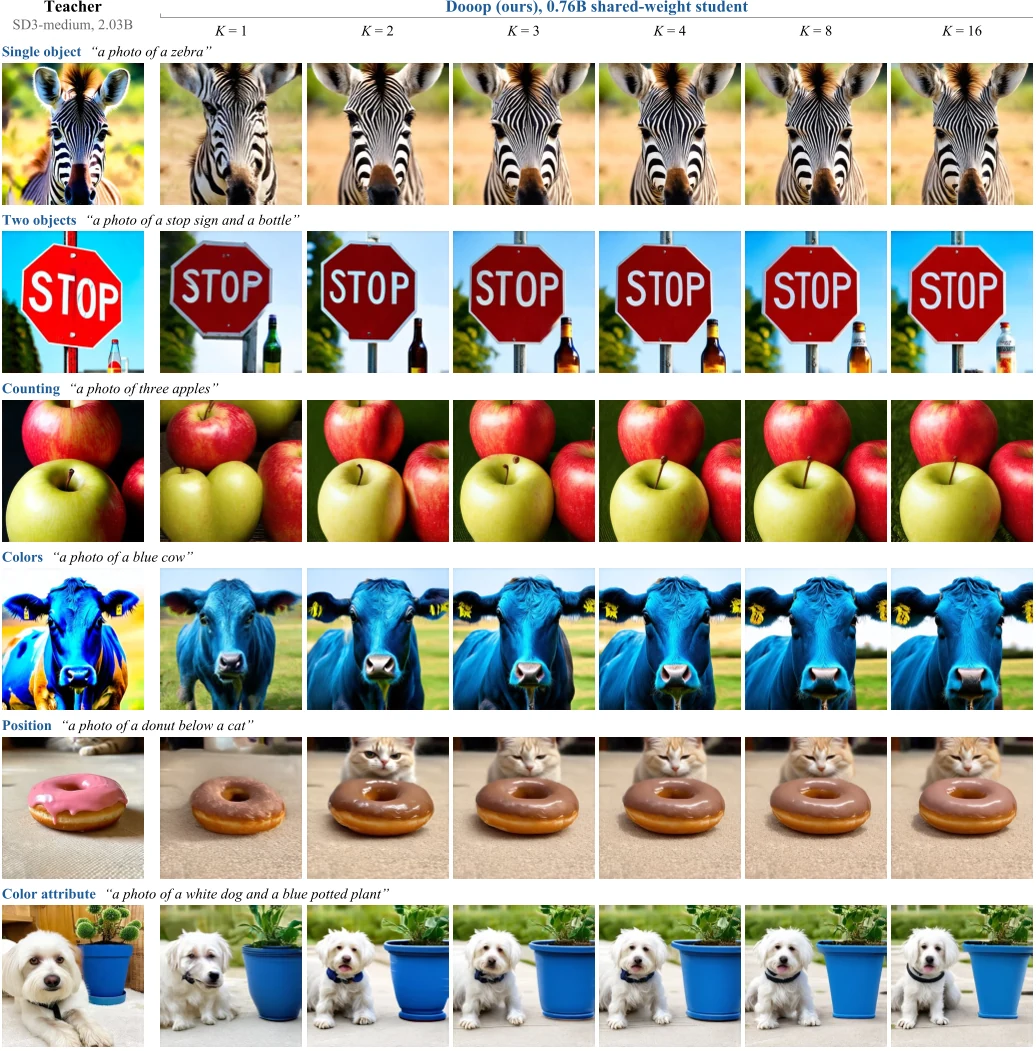 Teacher
SD3-medium, 2.03B
Dooop (ours), 0.76B shared-weight student
K = 1 K = 2 K = 3 K = 4 K = 8 K = 16
Single object “a photo of a zebra”
Two objects “a photo of a stop sign and a bottle”
STOP STOP STOP STOP STOP STOP STOP
Counting “a photo of three apples”
Colors “a photo of a blue cow”
Position “a photo of a donut below a cat”
Color attribute “a photo of a white dog and a blue potted plant”